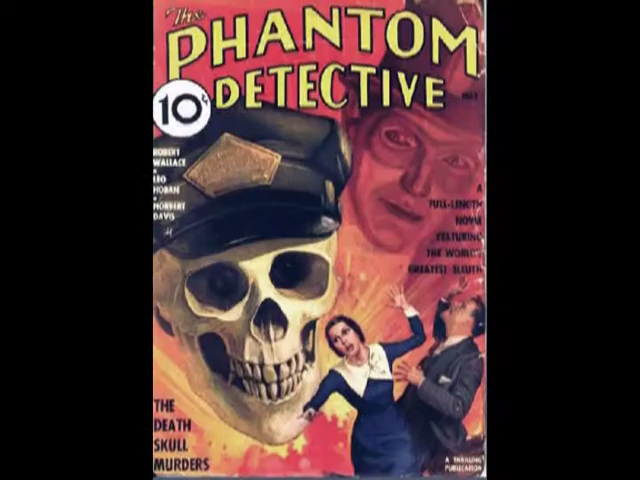 The
PHANTOM
DETECTIVE
10¢
ROBERT
WALLACE
LEO
HOBAN
NORBERT
DAVIS
A
FULL-LENGTH
NOVEL
FEATURING
THE WORLD'S
GREATEST SLEUTH
THE
DEATH
SKULL
MURDERS
A THRILLING
PUBLICATION